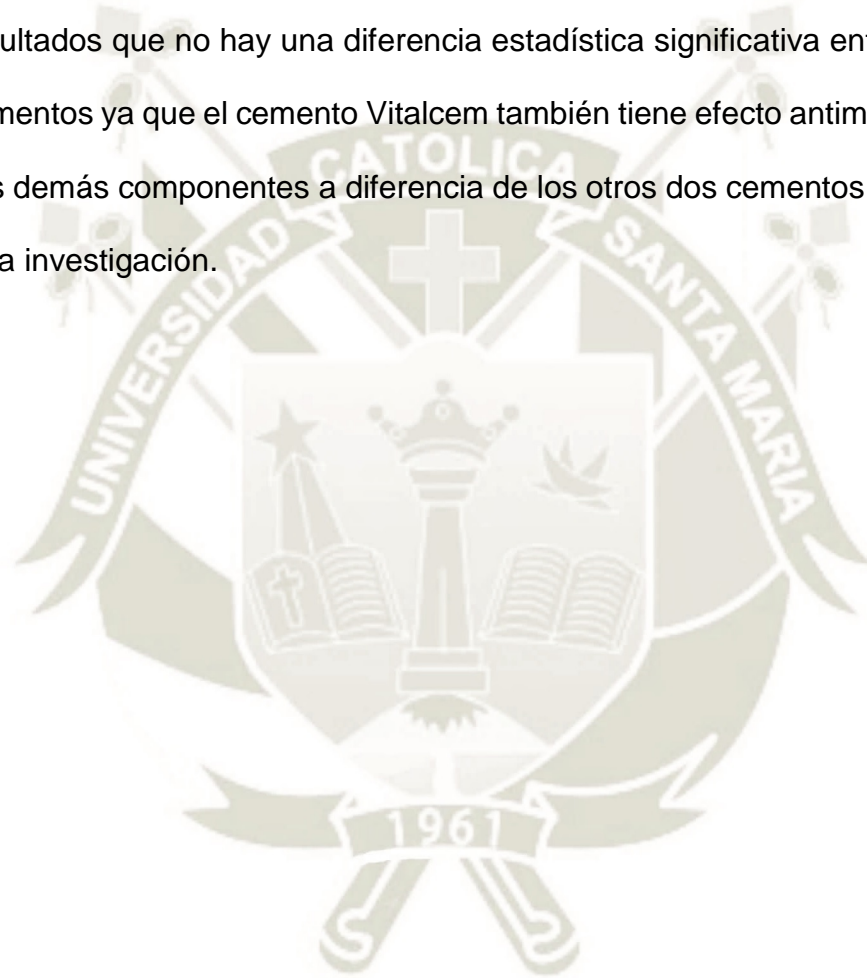 ultados que no hay una diferencia estadística significativa en
mentos ya que el cemento Vitalcem también tiene efecto antim
s demás componentes a diferencia de los otros dos cementos
a investigación.
UNIVERSIDAD CATOLICA SANTA MARIA
1961